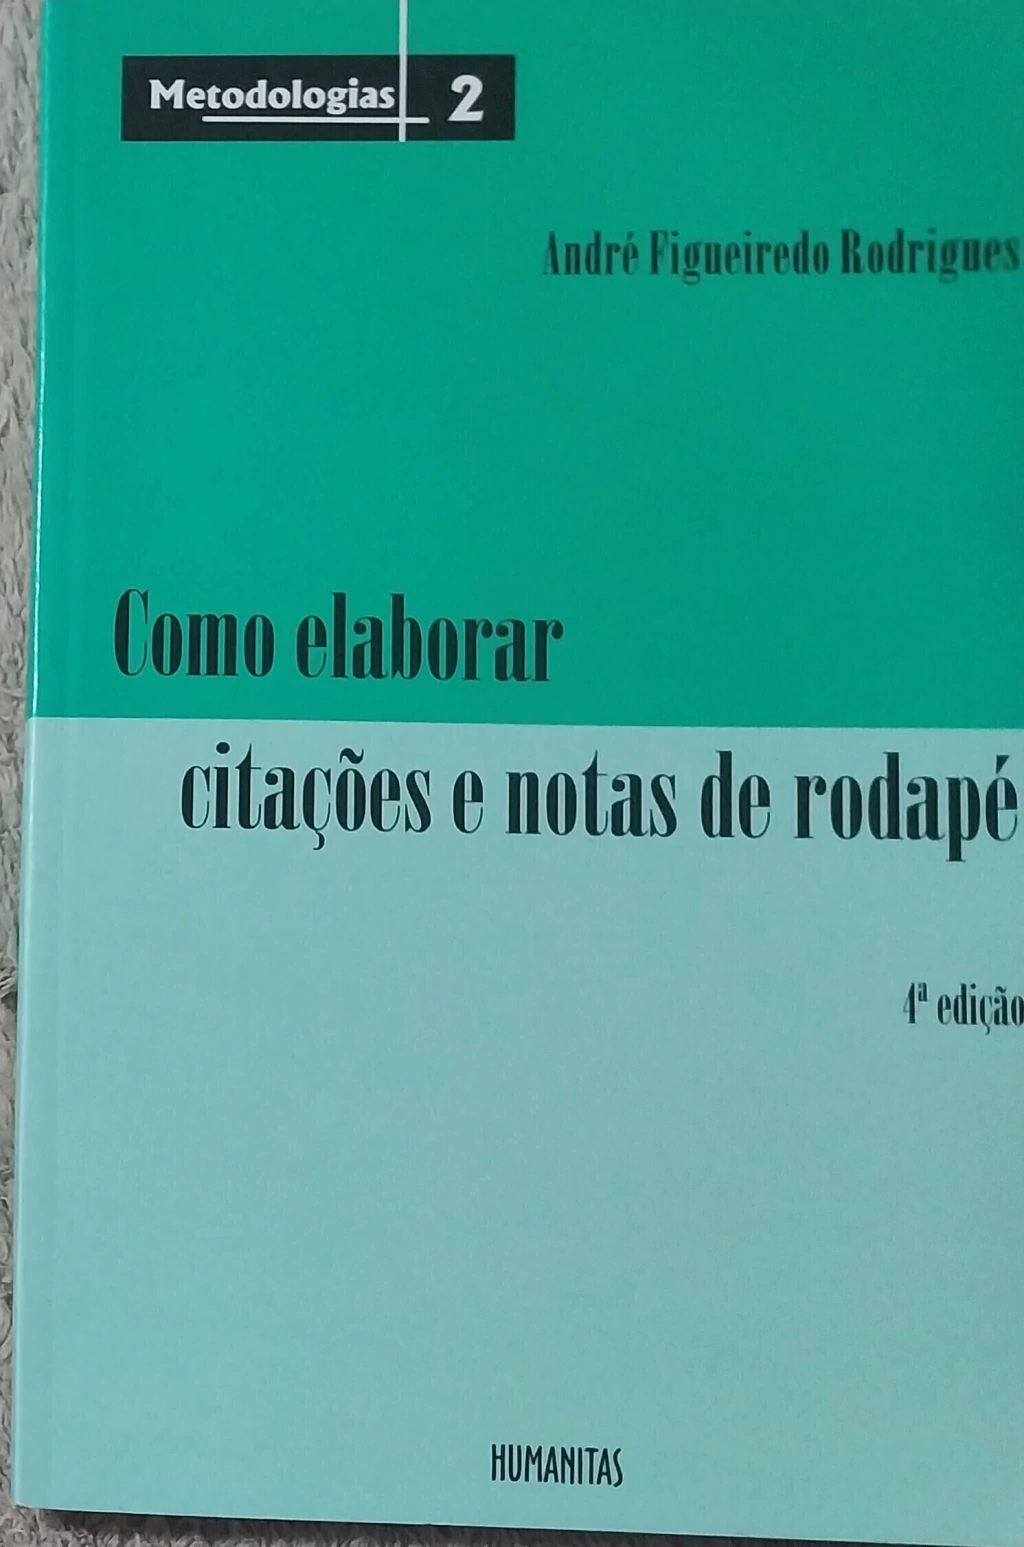 Metodologias 2
André Figueiredo Rodrigues
Como elaborar
citações e notas de rodapé
4ª edição
HUMANITAS